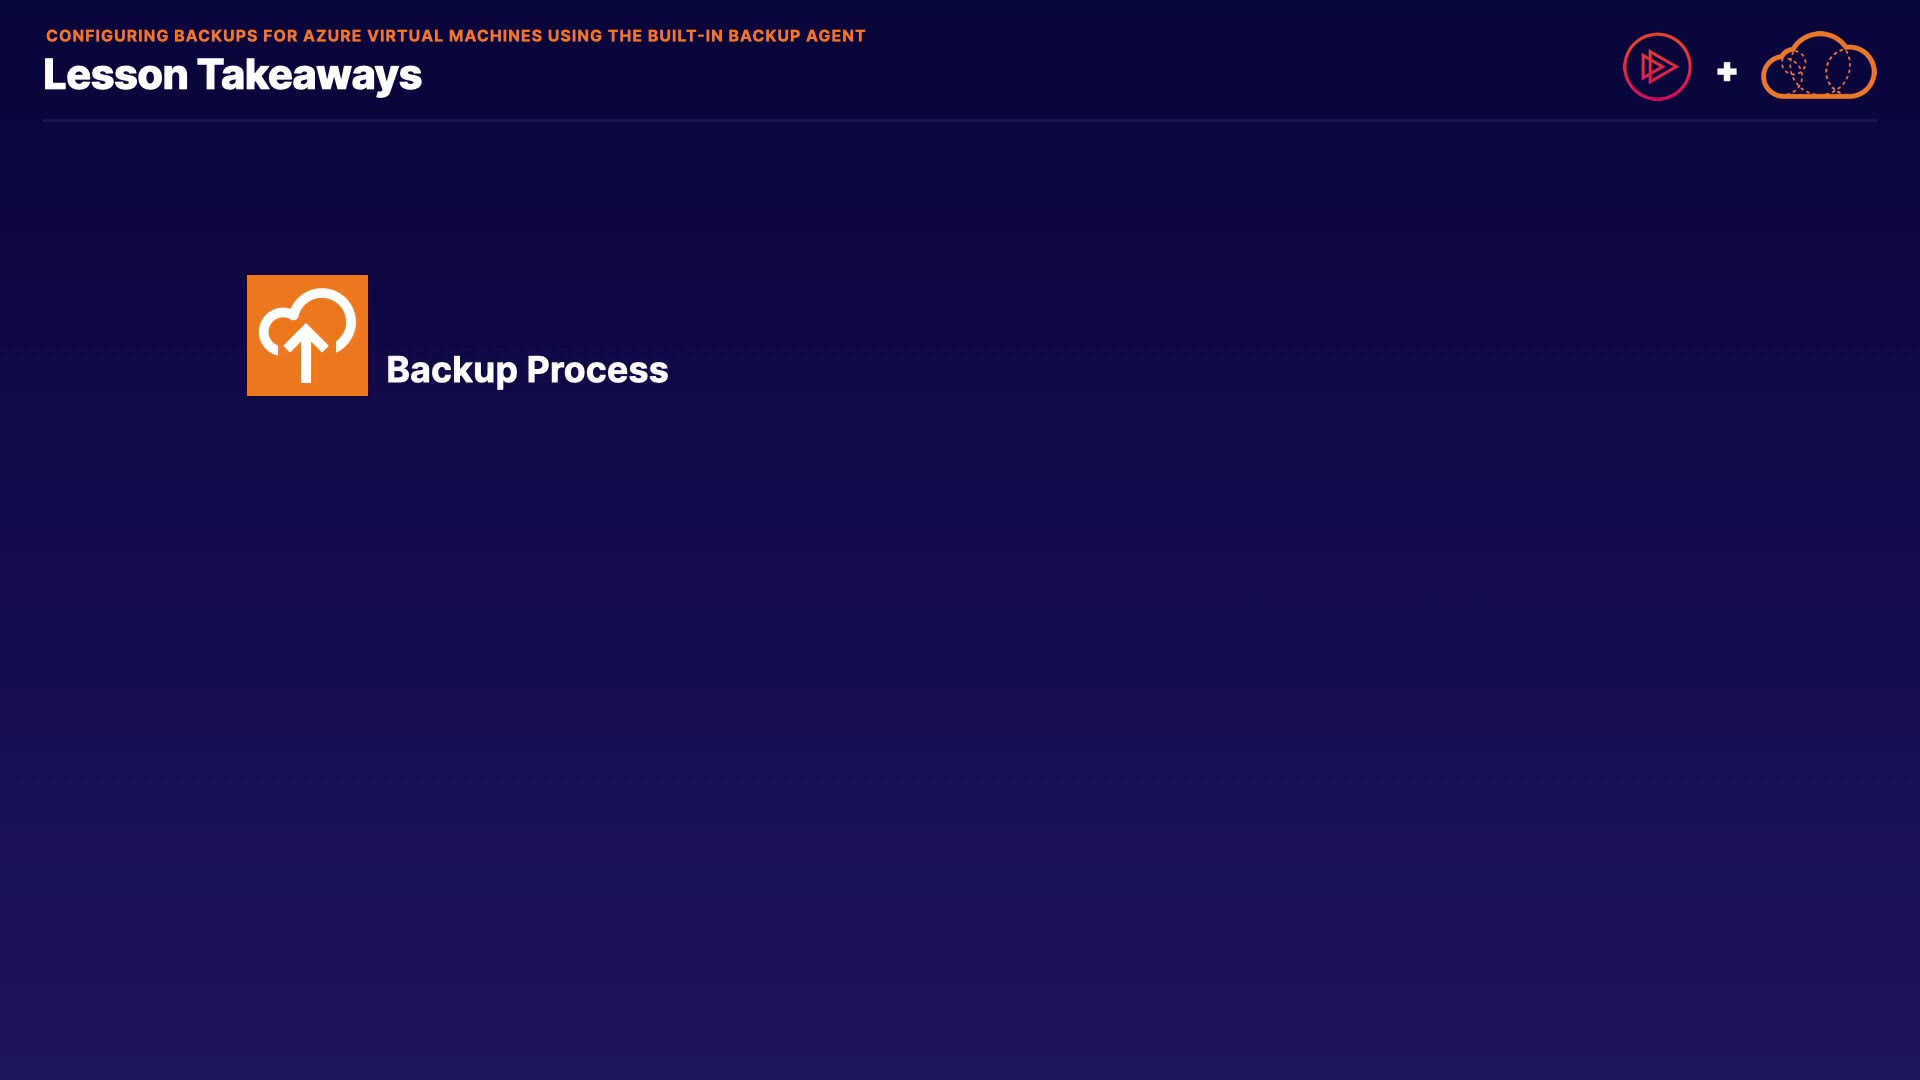 CONFIGURING BACKUPS FOR AZURE VIRTUAL MACHINES USING THE BUILT-IN BACKUP AGENT
Lesson Takeaways
Backup Process